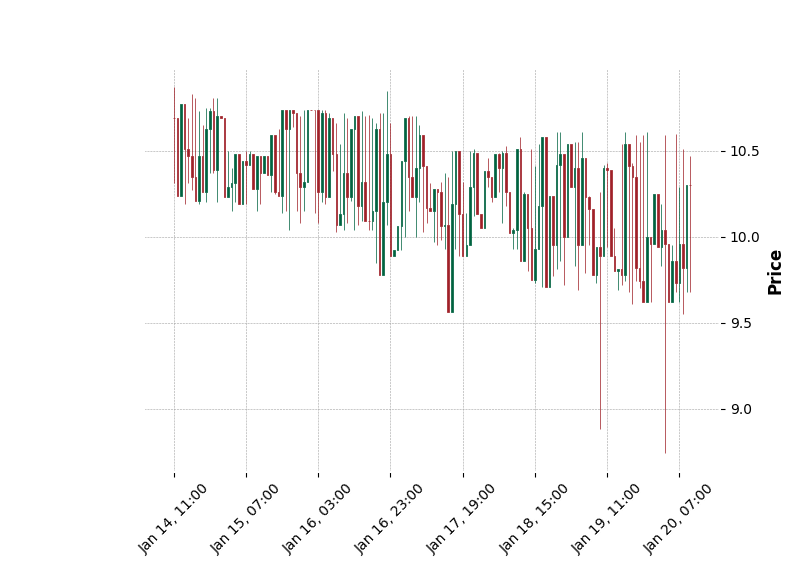 10.5
10.0
9.5
9.0
Price
Jan 14, 11:00
Jan 15, 07:00
Jan 16, 03:00
Jan 16, 23:00
Jan 17, 19:00
Jan 18, 15:00
Jan 19, 11:00
Jan 20, 07:00